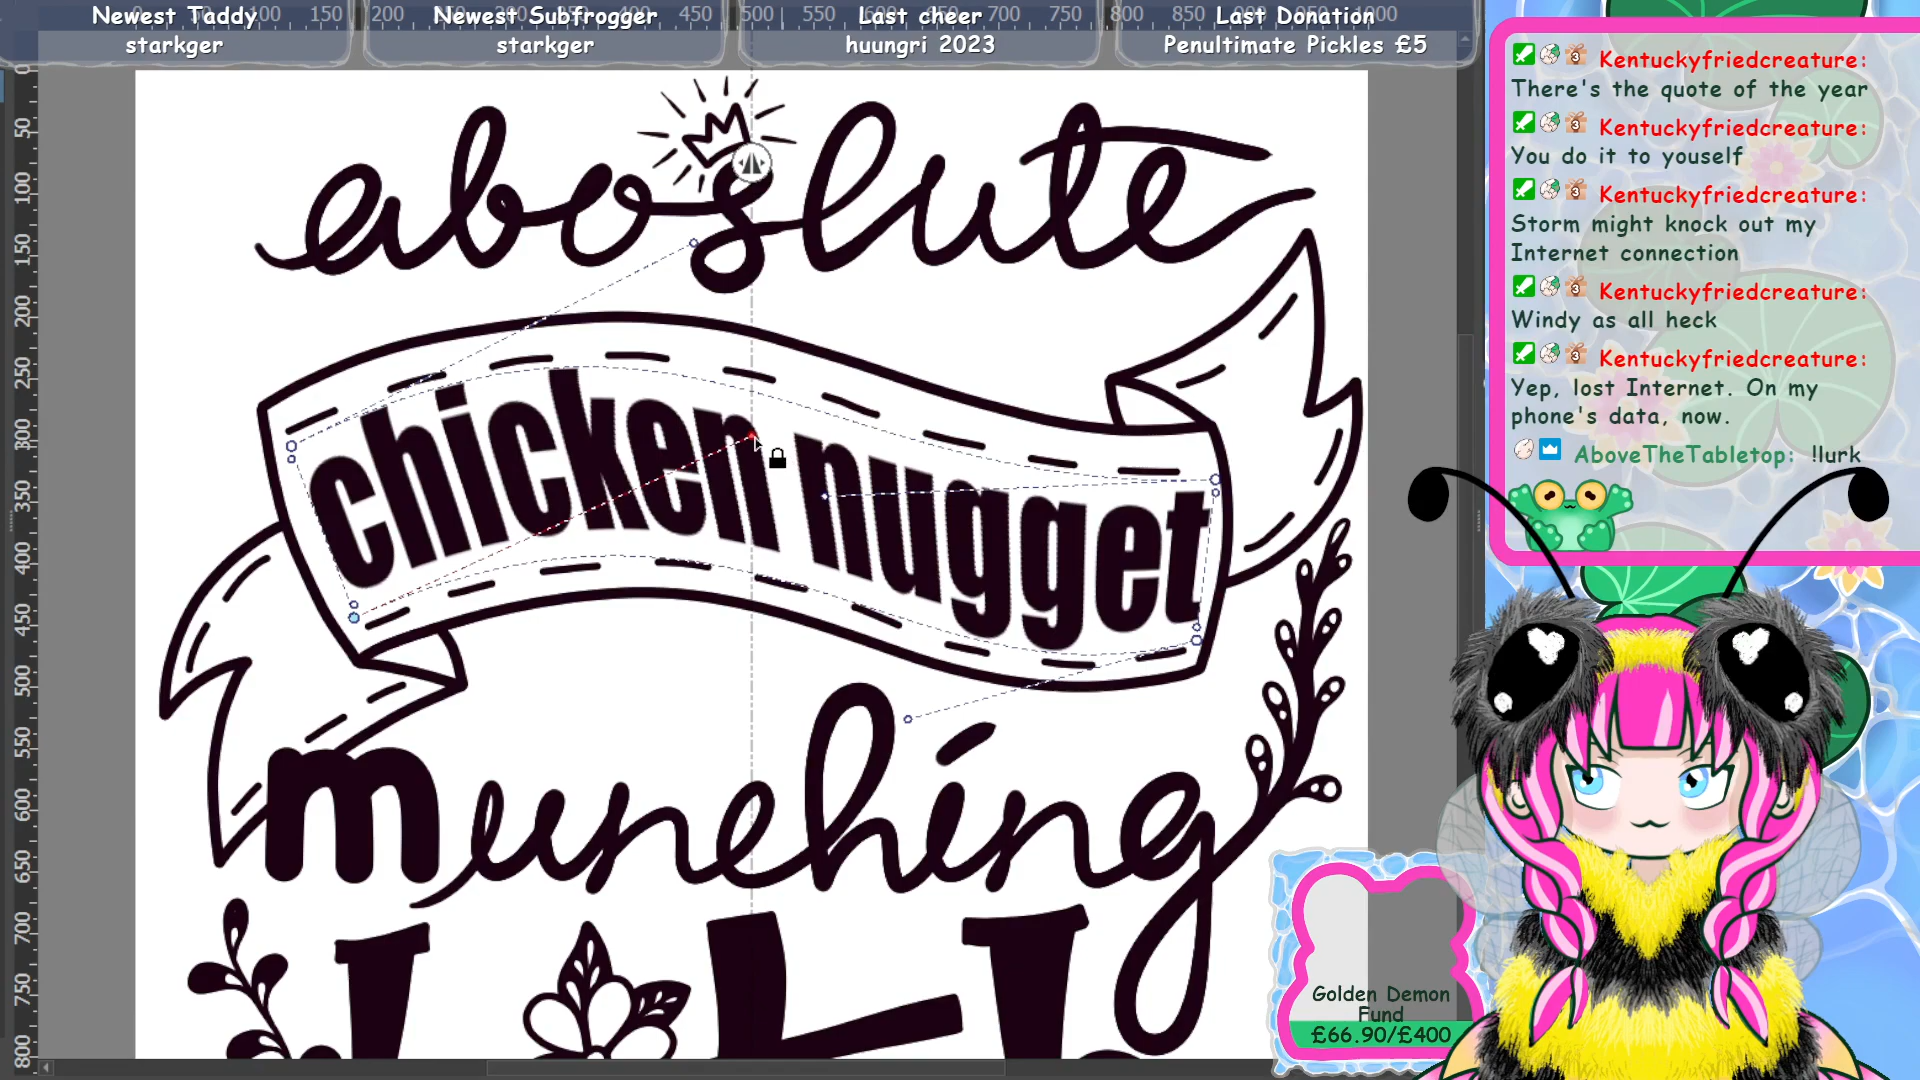 Newest Taddy
starkger
Newest Subfrogger
starkger
Last cheer
huungri 2023
Last Donation
Penultimate Pickles £5
aboslute
chicken nugget
munching
Kentuckyfriedcreature:
There's the quote of the year
Kentuckyfriedcreature:
You do it to youself
Kentuckyfriedcreature:
Storm might knock out my
Internet connection
Kentuckyfriedcreature:
Windy as all heck
Kentuckyfriedcreature:
Yep, lost Internet. On my
phone's data, now.
AboveTheTabletop: !lurk
Golden Demon
Fund
£66.90/£400